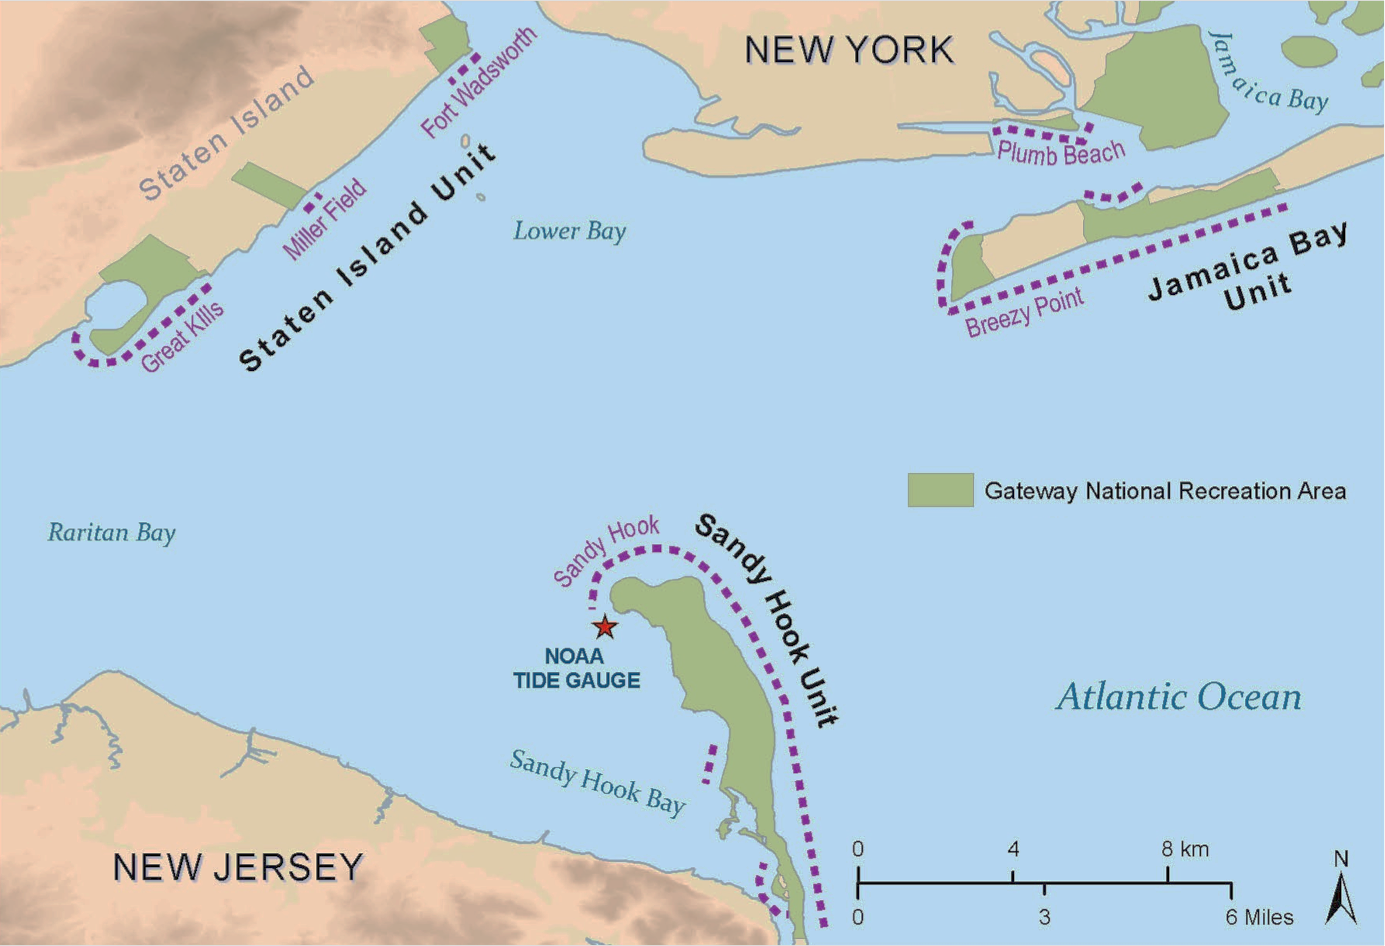 NEW YORK
Jamaica Bay
Fort Wadsworth
Staten Island
Plumb Beach
Miller Field
Staten Island Unit
Lower Bay
Jamaica Bay
Unit
Breezy Point
Great KIlls
Gateway National Recreation Area
Raritan Bay
Sandy Hook
Sandy Hook Unit
NOAA
TIDE GAUGE
Atlantic Ocean
Sandy Hook Bay
NEW JERSEY
0 4 8 km
0 3 6 Miles
N